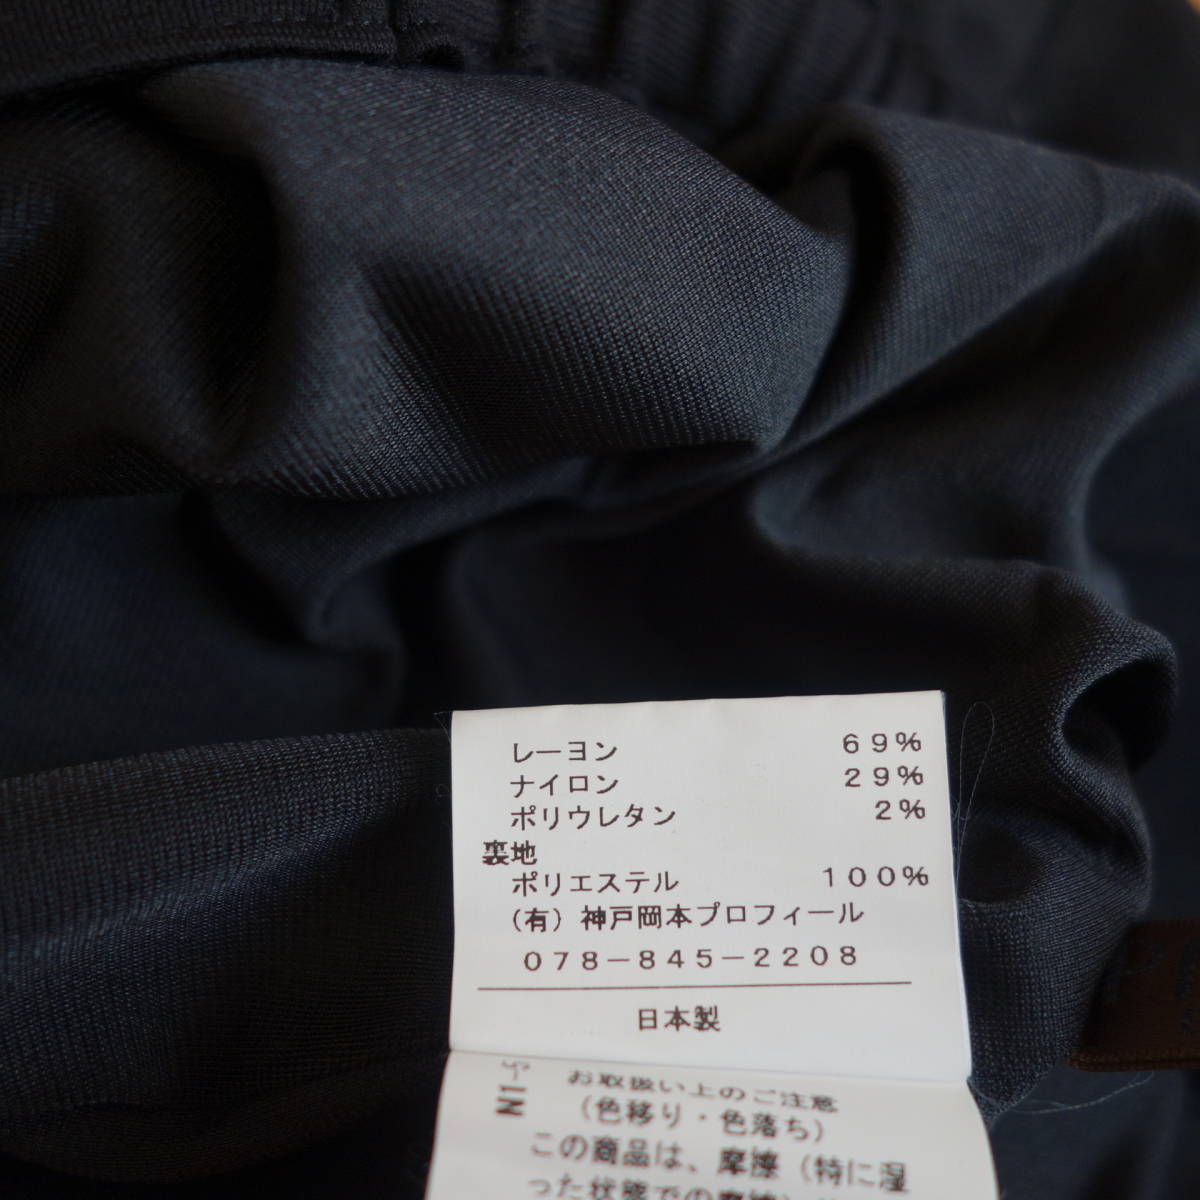 レーヨン 69%
ナイロン 29%
ポリウレタン 2%
裏地
ポリエステル 100%
(有)神戸岡本プロフィール
078-845-2208
日本製
N1
お取扱い上のご注意
(色移り・色落ち)
この商品は、摩擦(特に湿
った状態での摩擦)